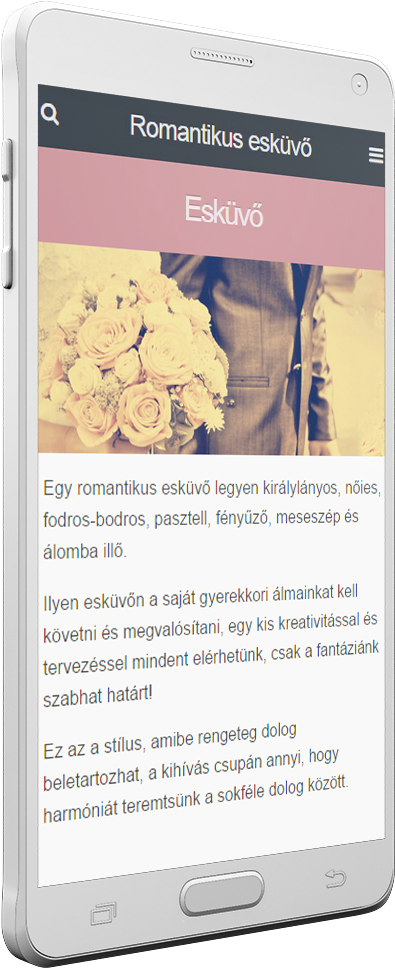 Romantikus esküvő
Esküvő
Egy romantikus esküvő legyen királylányos, nőies,
fodros-bodros, pasztell, fényűző, meseszép és
álomba illő.
Ilyen esküvőn a saját gyerekkori álmainkat kell
követni és megvalósítani, egy kis kreativitással és
tervezéssel mindent elérhetünk, csak a fantáziánk
szabhat határt!
Ez az a stílus, amibe rengeteg dolog
beletartozhat, a kihívás csupán annyi, hogy
harmóniát teremtsünk a sokféle dolog között.